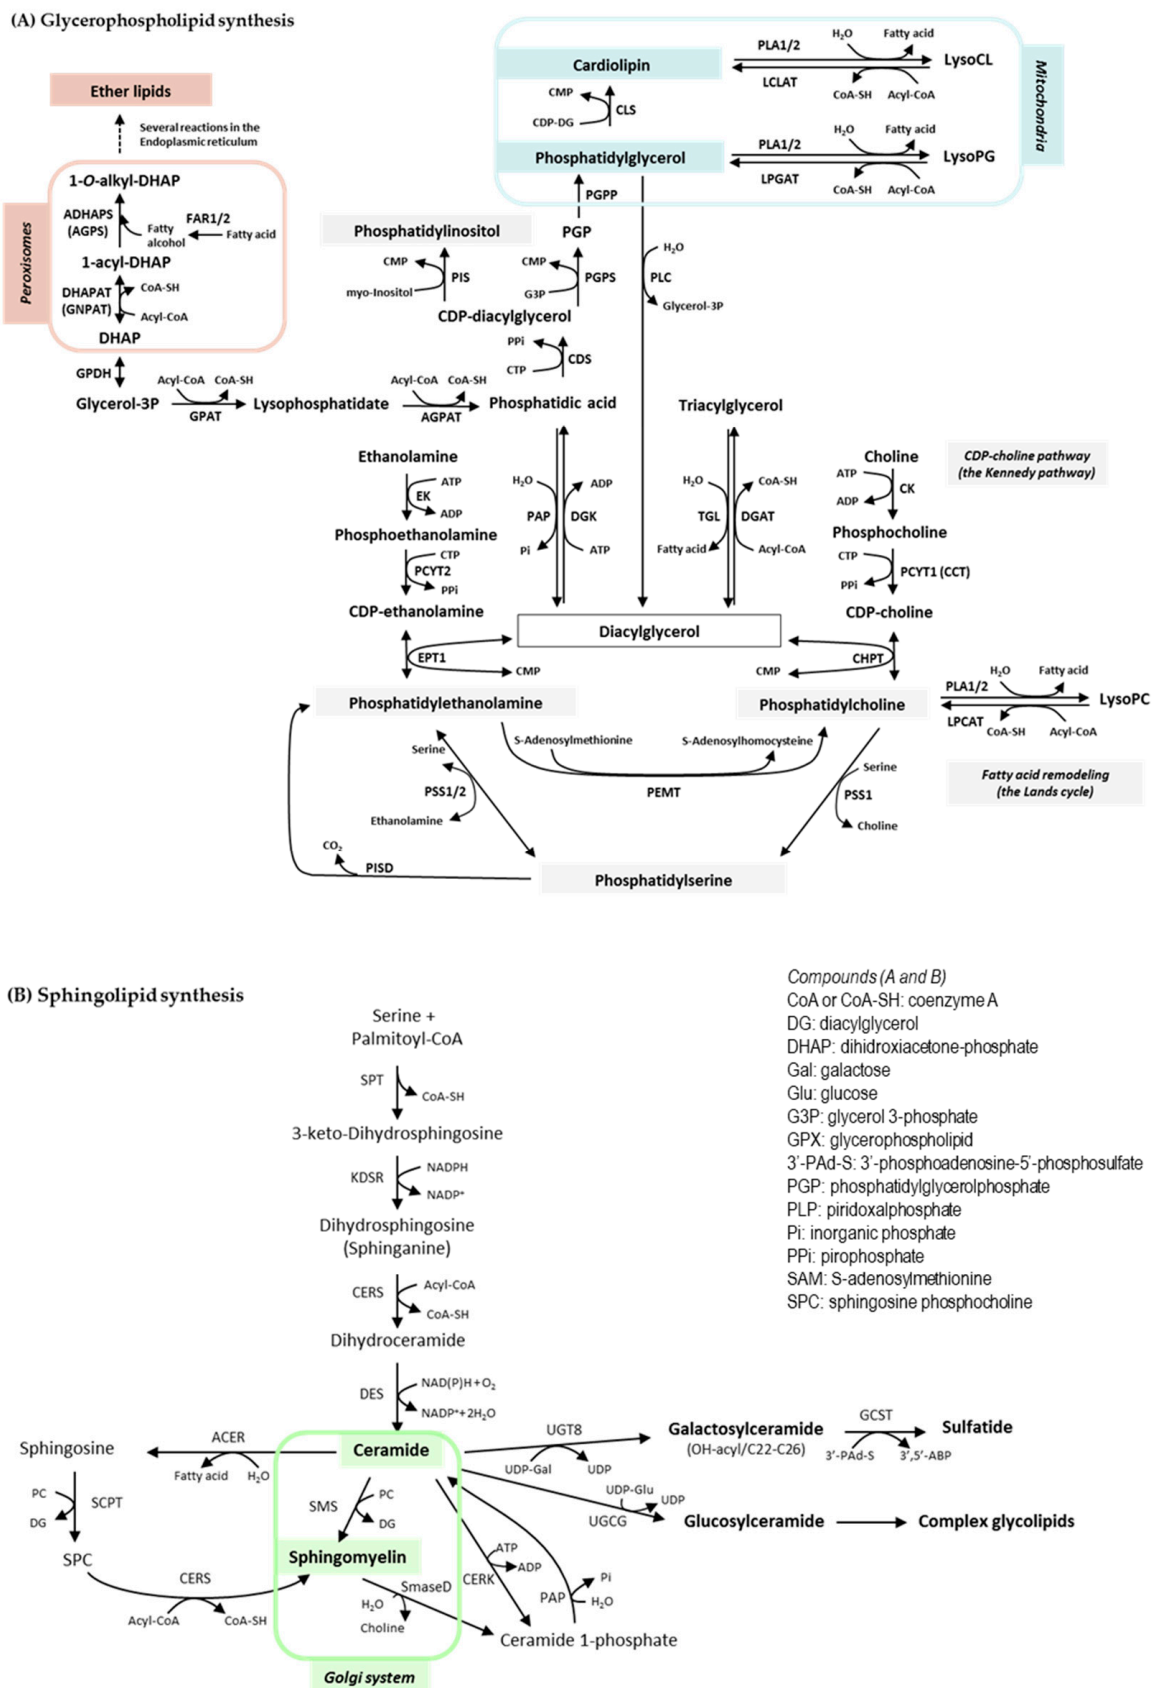 (A) Glycerophospholipid synthesis
Ether lipids
Several reactions in the
Endoplasmic reticulum
1-O-alkyl-DHAP
ADHAPS
(AGPS)
Fatty
alcohol
FAR1/2
Fatty acid
1-acyl-DHAP
DHAPAT
(GNPAT)
CoA-SH
Acyl-CoA
DHAP
Peroxisomes
GPDH
Glycerol-3P
Acyl-CoA CoA-SH
GPAT
Lysophosphatidate
Acyl-CoA CoA-SH
AGPAT
Phosphatidic acid
Mitochondria
Cardiolipin
PLA1/2
LCLAT
H2O
Fatty acid
CoA-SH
Acyl-CoA
LysoCL
CMP
CDP-DG
CLS
Phosphatidylglycerol
PLA1/2
LPGAT
H2O
Fatty acid
CoA-SH
Acyl-CoA
LysoPG
PGPP
Phosphatidylinositol
PGP
CMP
PIS
myo-Inositol
CMP
PGPS
G3P
H2O
PLC
Glycerol-3P
CDP-diacylglycerol
PPi
CDS
CTP
Triacylglycerol
Ethanolamine
ATP
EK
ADP
Phosphoethanolamine
CTP
PCYT2
PPi
CDP-ethanolamine
H2O
PAP
Pi
ADP
DGK
ATP
H2O
TGL
Fatty acid
CoA-SH
DGAT
Acyl-CoA
Choline
ATP
CK
ADP
Phosphocholine
CTP
PCYT1 (CCT)
PPi
CDP-choline
CDP-choline pathway
(the Kennedy pathway)
Diacylglycerol
EPT1
CMP
CHPT
CMP
Phosphatidylethanolamine
Phosphatidylcholine
PLA1/2
LPCAT
H2O
Fatty acid
CoA-SH
Acyl-CoA
LysoPC
Serine
PSS1/2
Ethanolamine
S-Adenosylmethionine
S-Adenosylhomocysteine
PEMT
Serine
PSS1
Choline
Fatty acid remodeling
(the Lands cycle)
CO2
PISD
Phosphatidylserine
(B) Sphingolipid synthesis
Serine +
Palmitoyl-CoA
SPT
CoA-SH
3-keto-Dihydrosphingosine
KDSR
NADPH
NADP+
Dihydrosphingosine
(Sphinganine)
CERS
Acyl-CoA
CoA-SH
Dihydroceramide
DES
NAD(P)H+O2
NADP++2H2O
Compounds (A and B)
CoA or CoA-SH: coenzyme A
DG: diacylglycerol
DHAP: dihidroxiacetone-phosphate
Gal: galactose
Glu: glucose
G3P: glycerol 3-phosphate
GPX: glycerophospholipid
3'-PAd-S: 3'-phosphoadenosine-5'-phosphosulfate
PGP: phosphatidylglycerolphosphate
PLP: piridoxalphosphate
Pi: inorganic phosphate
PPi: pirophosphate
SAM: S-adenosylmethionine
SPC: sphingosine phosphocholine
Sphingosine
ACER
Fatty acid
H2O
Ceramide
UGT8
UDP-Gal
UDP
Galactosylceramide
(OH-acyl/C22-C26)
GCST
3'-PAd-S
3',5'-ABP
Sulfatide
PC
SCPT
DG
SMS
PC
DG
UDP-Glu
UDP
UGCG
Glucosylceramide
Complex glycolipids
SPC
Sphingomyelin
CERS
Acyl-CoA
CoA-SH
SmaseD
H2O
Choline
ATP
ADP
CERK
PAP
Pi
H2O
Ceramide 1-phosphate
Golgi system